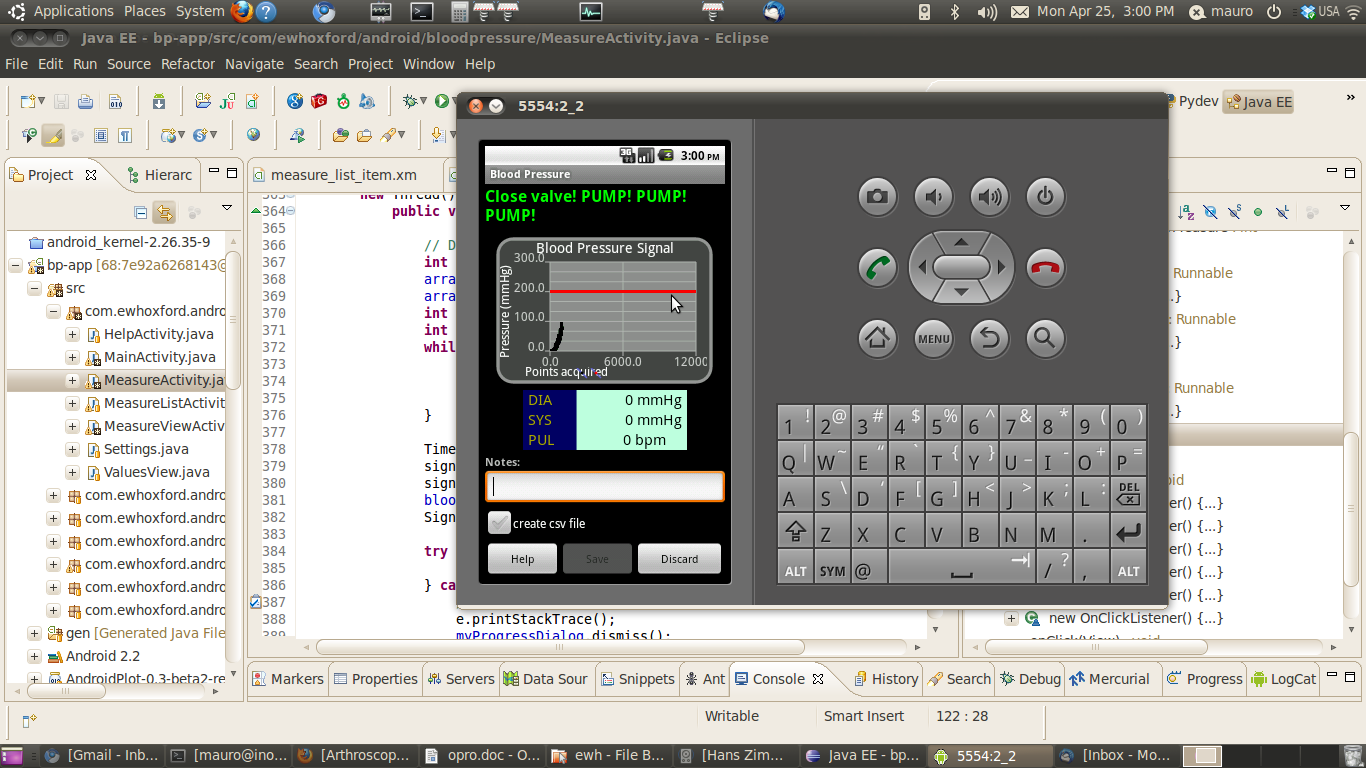 Applications Places System
Mon Apr 25, 3:00 PM mauro USA
Java EE - bp-app/src/com/ewhoxford/android/bloodpressure/MeasureActivity.java - Eclipse
File Edit Run Source Refactor Navigate Search Project Window Help
Pydev Java EE
Project Hierarc
measure_list_item.xm
android_kernel-2.26.35-9
bp-app [68:7e92a6268143@
src
com.ewhoxford.andro
HelpActivity.java
MainActivity.java
MeasureActivity.ja
MeasureListActivit
MeasureViewActiv
Settings.java
ValuesView.java
com.ewhoxford.andro
com.ewhoxford.andro
com.ewhoxford.andro
com.ewhoxford.andro
com.ewhoxford.andro
com.ewhoxford.andro
gen [Generated Java File
Android 2.2
AndroidPlot-0.3-beta2-re
new Thread()
364 public v
365
366 // D
367 int
368 arra
369 arra
370 int
371 int
372 whil
373
374
375
376 }
377
378 Time
379 sign
380 sign
381 bloo
382 Sign
383
384 try
385
386 } ca
387
388 e.printStackTrace();
389 myProgressDialog.dismiss();
5554:2_2
3G 3:00 PM
Blood Pressure
Close valve! PUMP! PUMP!
PUMP!
Blood Pressure Signal
Pressure (mmHg)
300.0
200.0
100.0
0.0
0.0 6000.0 12000
Points acquired
DIA 0 mmHg
SYS 0 mmHg
PUL 0 bpm
Notes:
create csv file
Help Save Discard
MENU
1 ! 2 @ 3 # 4 $ 5 % 6 ^ 7 & 8 * 9 ( 0 )
Q | W ~ E " R ` T { Y } U _ I - O + P =
A S \ D ' F [ G ] H < J > K ; L : DEL
Z X C V B N M .
ALT SYM @ / ? , ALT
Runnable
.}
: Runnable
.}
Runnable
.}
oid
er() {...}
er() {...}
er() {...}
er() {...}
er() {...}
new OnClickListener() {...}
onClick(View) : void
Markers Properties Servers Data Sour Snippets Ant Console History Search Debug Mercurial Progress LogCat
Writable Smart Insert 122 : 28
[Gmail - Inb... [mauro@ino... [Arthroscop... opro.doc - O... ewh - File B... [Hans Zim... Java EE - bp... 5554:2_2 [Inbox - Mo...